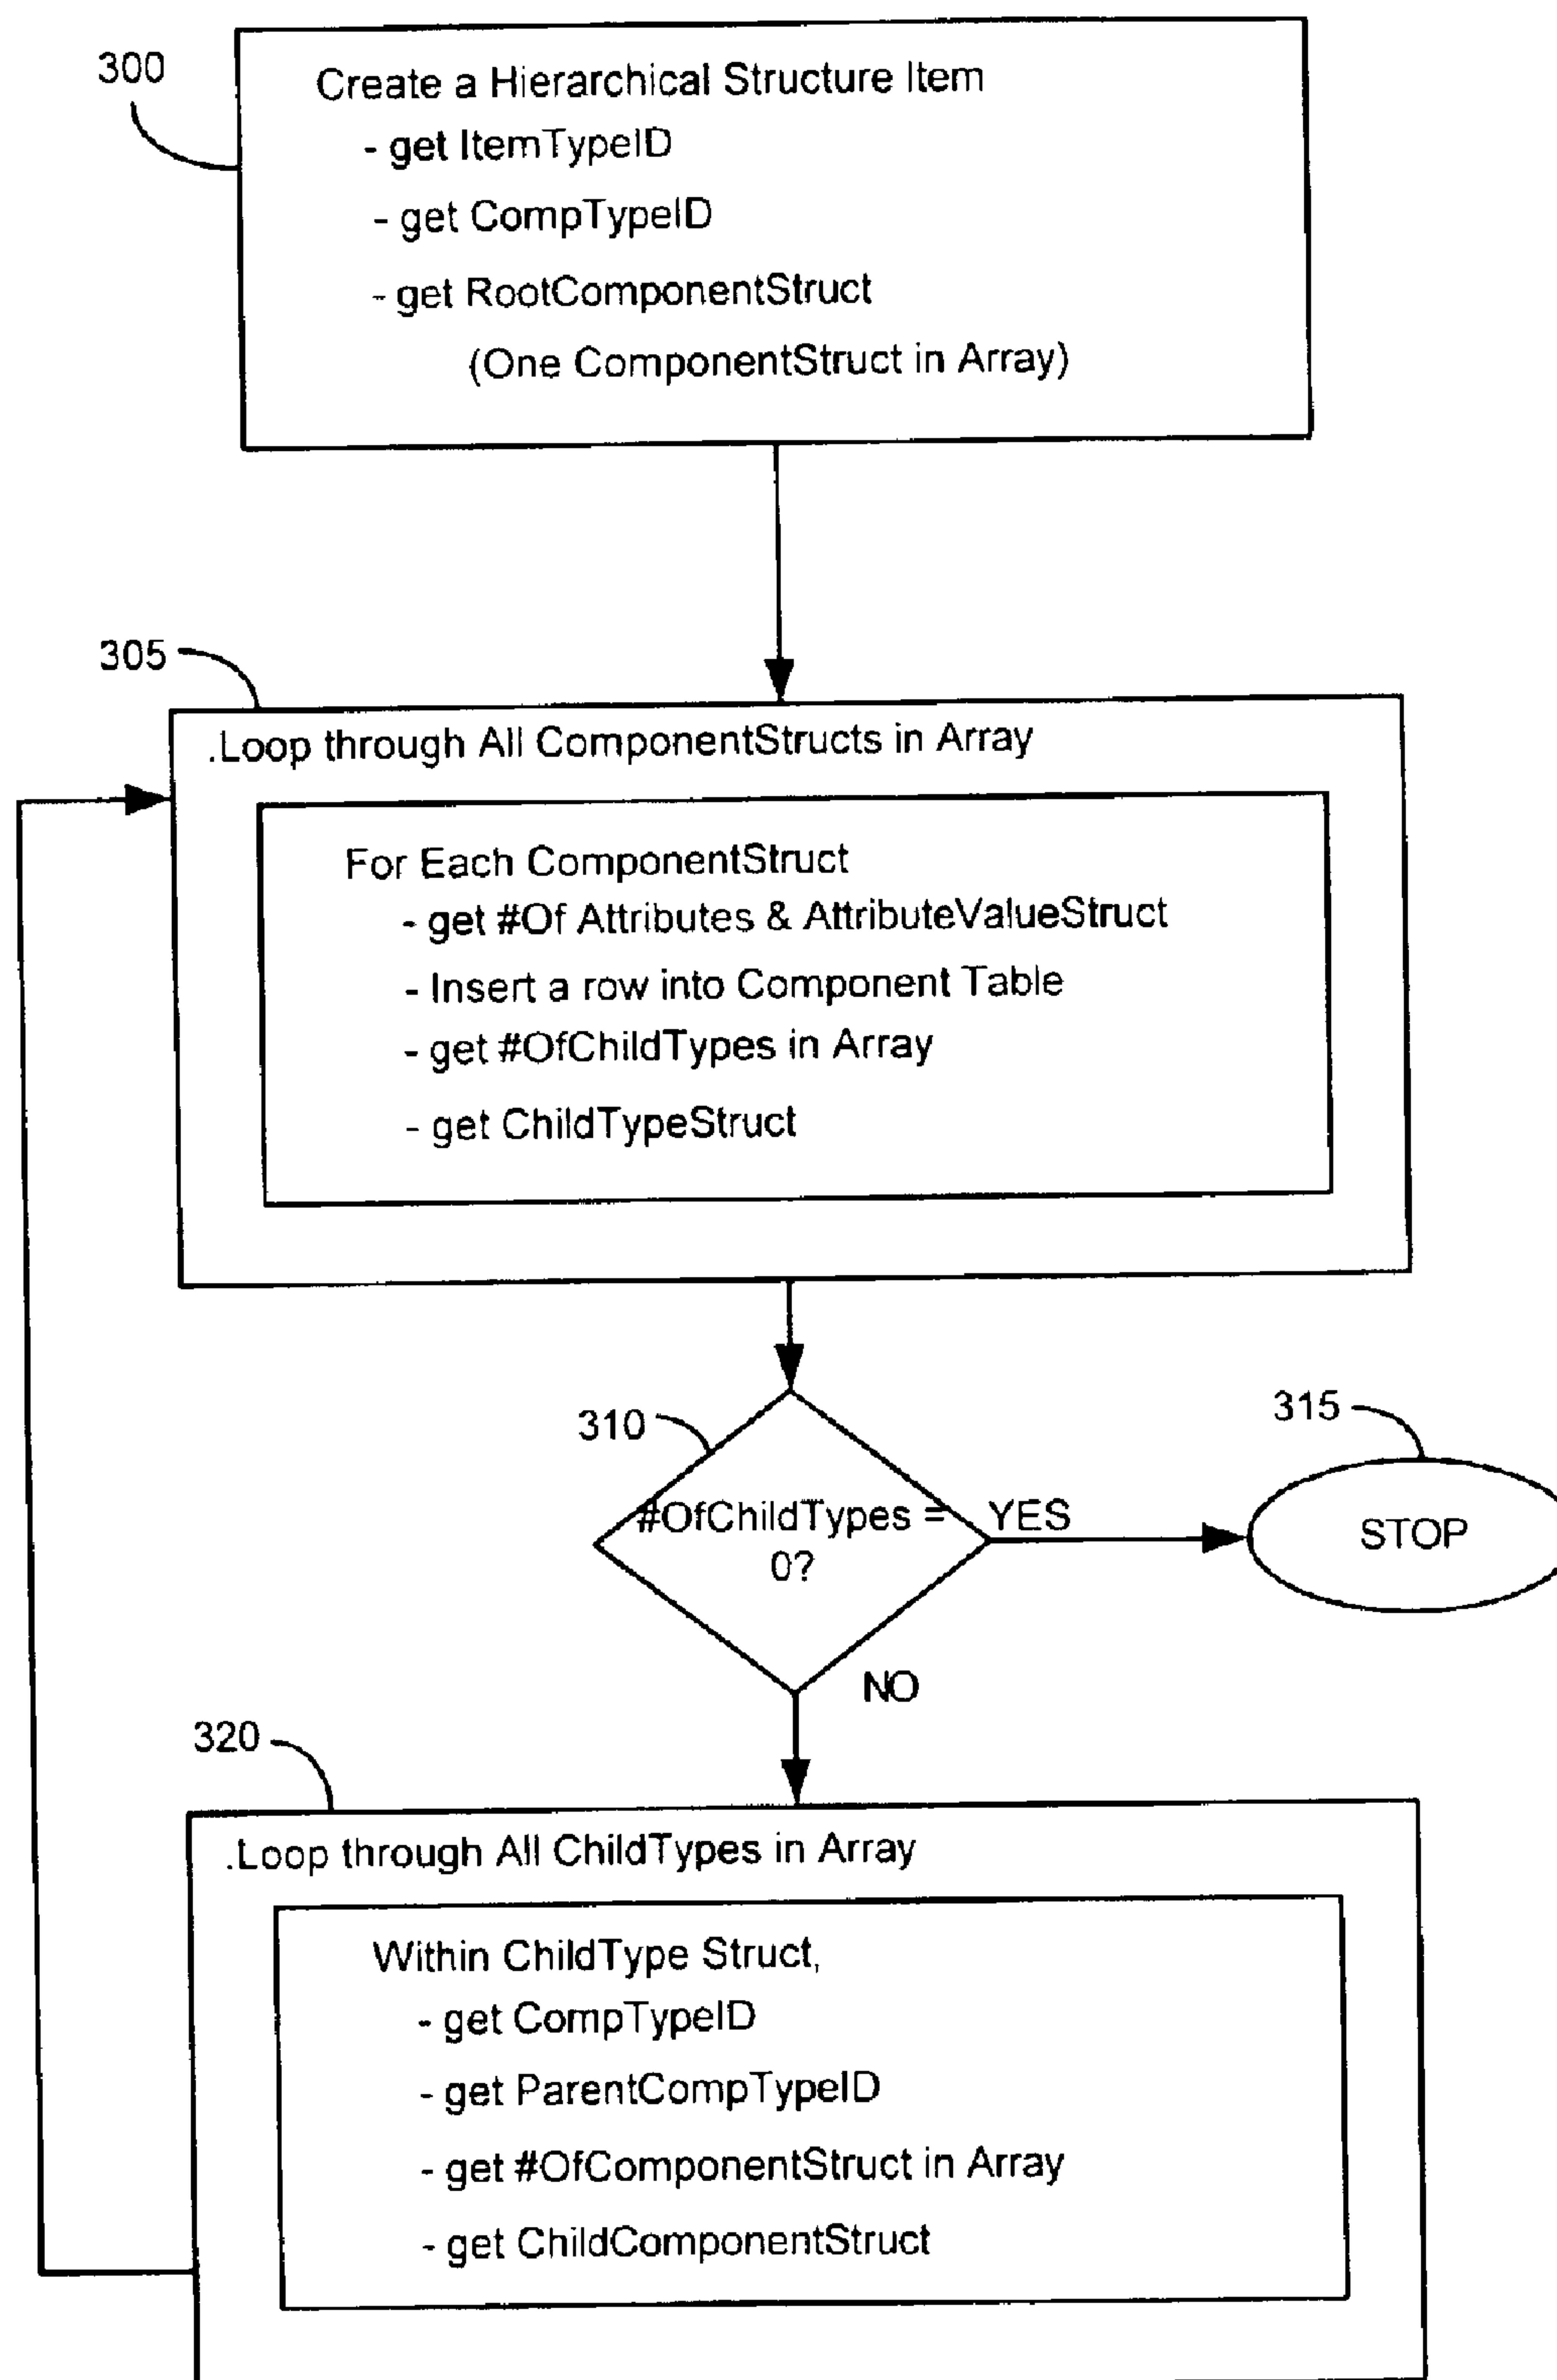 300
Create a Hierarchical Structure Item
- get ItemTypeID
- get CompTypeID
- get RootComponentStruct
(One ComponentStruct in Array)
305
.Loop through All ComponentStructs in Array
For Each ComponentStruct
- get #Of Attributes & AttributeValueStruct
- Insert a row into Component Table
- get #OfChildTypes in Array
- get ChildTypeStruct
310
#OfChildTypes =
0?
YES
315
STOP
NO
320
.Loop through All ChildTypes in Array
Within ChildType Struct,
- get CompTypeID
- get ParentCompTypeID
- get #OfComponentStruct in Array
- get ChildComponentStruct